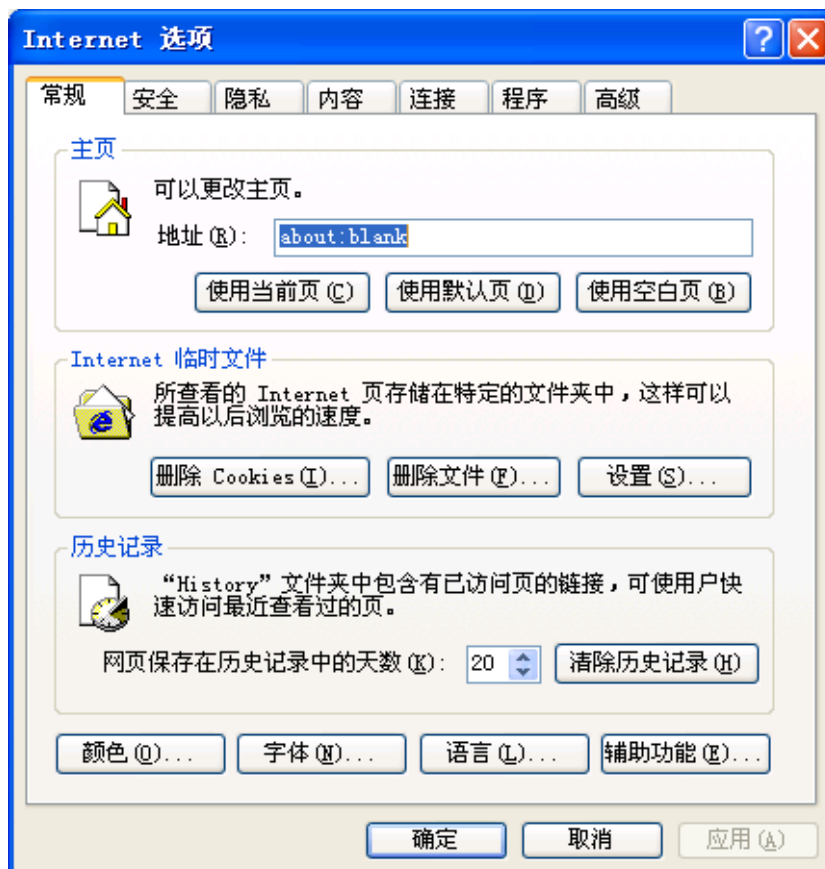 Internet 选项
常规 安全 隐私 内容 连接 程序 高级
主页
可以更改主页。
地址(R): about:blank
使用当前页(C) 使用默认页(D) 使用空白页(B)
Internet 临时文件
所查看的 Internet 页存储在特定的文件夹中，这样可以
提高以后浏览的速度。
删除 Cookies(I)... 删除文件(F)... 设置(S)...
历史记录
“History”文件夹中包含有已访问页的链接，可使用户快
速访问最近查看过的页。
网页保存在历史记录中的天数(K): 20 清除历史记录(H)
颜色(O)... 字体(N)... 语言(L)... 辅助功能(E)...
确定 取消 应用(A)